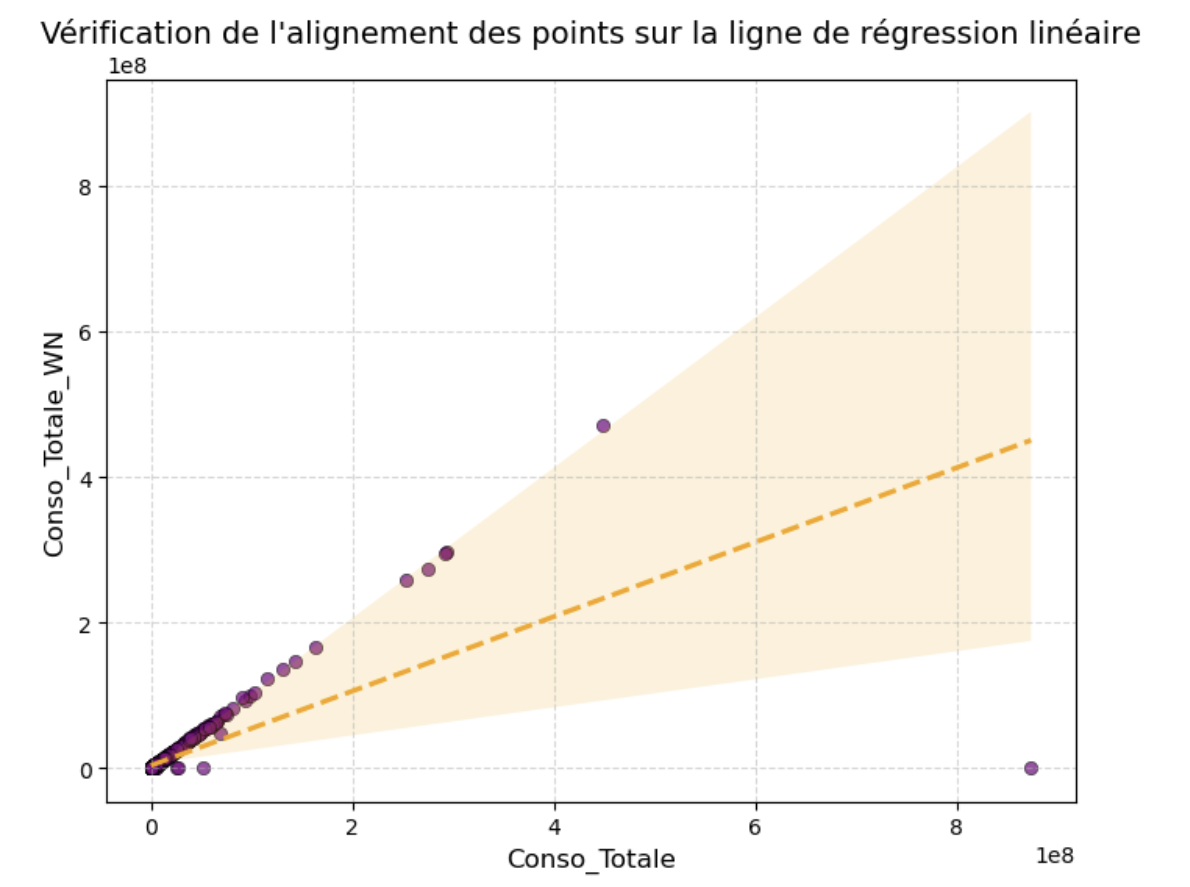 Vérification de l'alignement des points sur la ligne de régression linéaire
1e8
8
6
4
2
0
Conso_Totale_WN
0 2 4 6 8
1e8
Conso_Totale